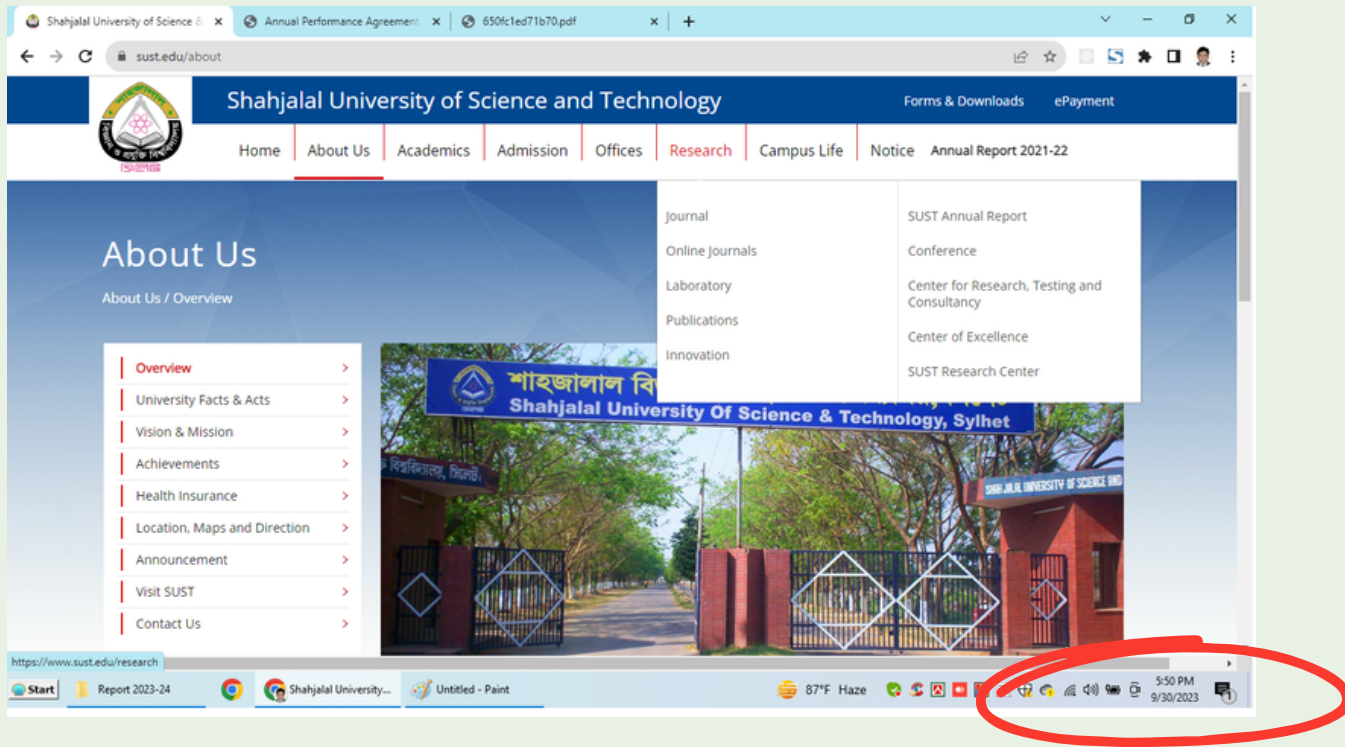 Shahjalal University of Science &
Annual Performance Agreement
650fc1ed71b70.pdf
sust.edu/about
Shahjalal University of Science and Technology
Forms & Downloads ePayment
Home About Us Academics Admission Offices Research Campus Life Notice Annual Report 2021-22
Journal
Online Journals
Laboratory
Publications
Innovation
SUST Annual Report
Conference
Center for Research, Testing and
Consultancy
Center of Excellence
SUST Research Center
About Us
About Us / Overview
Overview
University Facts & Acts
Vision & Mission
Achievements
Health Insurance
Location, Maps and Direction
Announcement
Visit SUST
Contact Us
শাহজালাল
Shahjalal University Of Science & Technology, Sylhet
SHAH JALAL UNIVERSITY OF SCIENCE AND
https://www.sust.edu/research
Start Report 2023-24 Shahjalal University... Untitled - Paint 87°F Haze 5:50 PM
9/30/2023
1